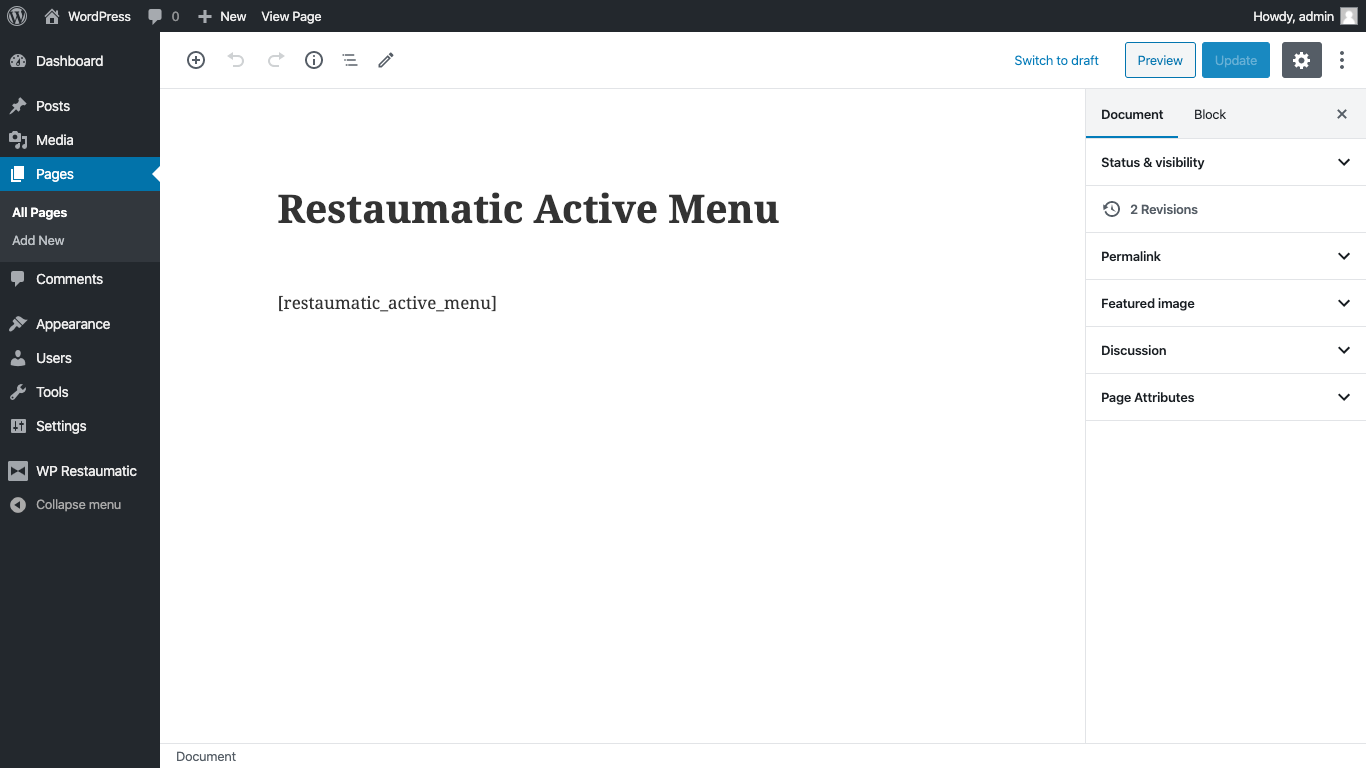 WordPress 0 New View Page Howdy, admin
Dashboard
Posts
Media
Pages
All Pages
Add New
Comments
Appearance
Users
Tools
Settings
WP Restaumatic
Collapse menu
Switch to draft Preview Update
Restaumatic Active Menu
[restaumatic_active_menu]
Document Block
Status & visibility
2 Revisions
Permalink
Featured image
Discussion
Page Attributes
Document